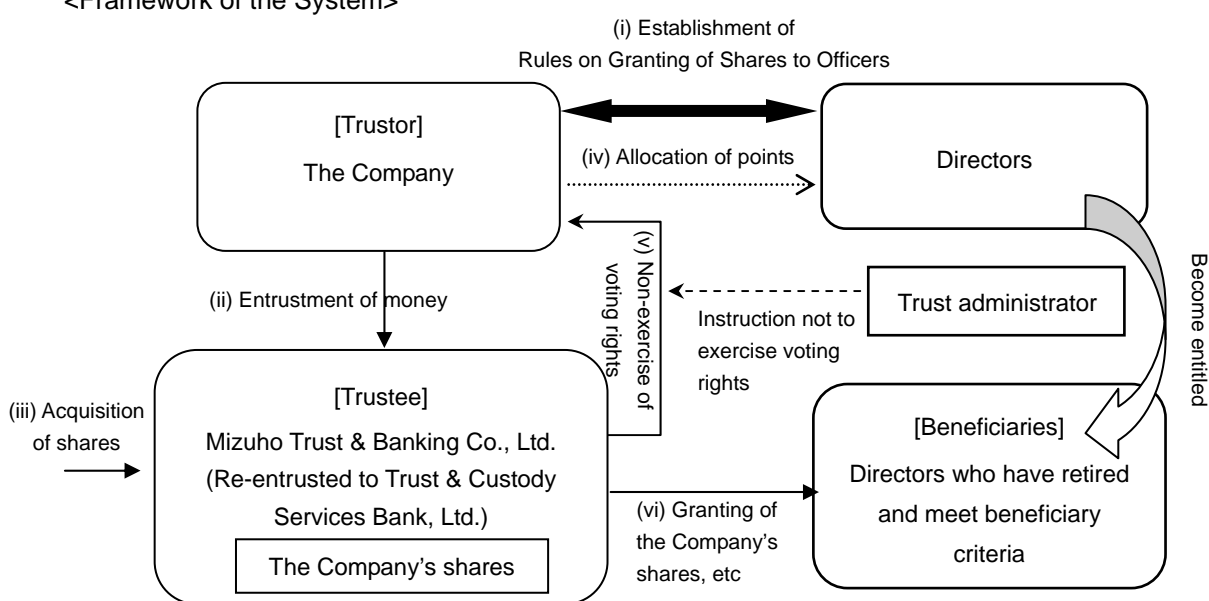 <Framework of the System>
(i) Establishment of
Rules on Granting of Shares to Officers
[Trustor]
The Company
(iv) Allocation of points
Directors
(ii) Entrustment of money
(v) Non-exercise of
voting rights
Instruction not to
exercise voting
rights
Trust administrator
Become entitled
(iii) Acquisition
of shares
[Trustee]
Mizuho Trust & Banking Co., Ltd.
(Re-entrusted to Trust & Custody
Services Bank, Ltd.)
The Company’s shares
(vi) Granting of
the Company’s
shares, etc
[Beneficiaries]
Directors who have retired
and meet beneficiary
criteria